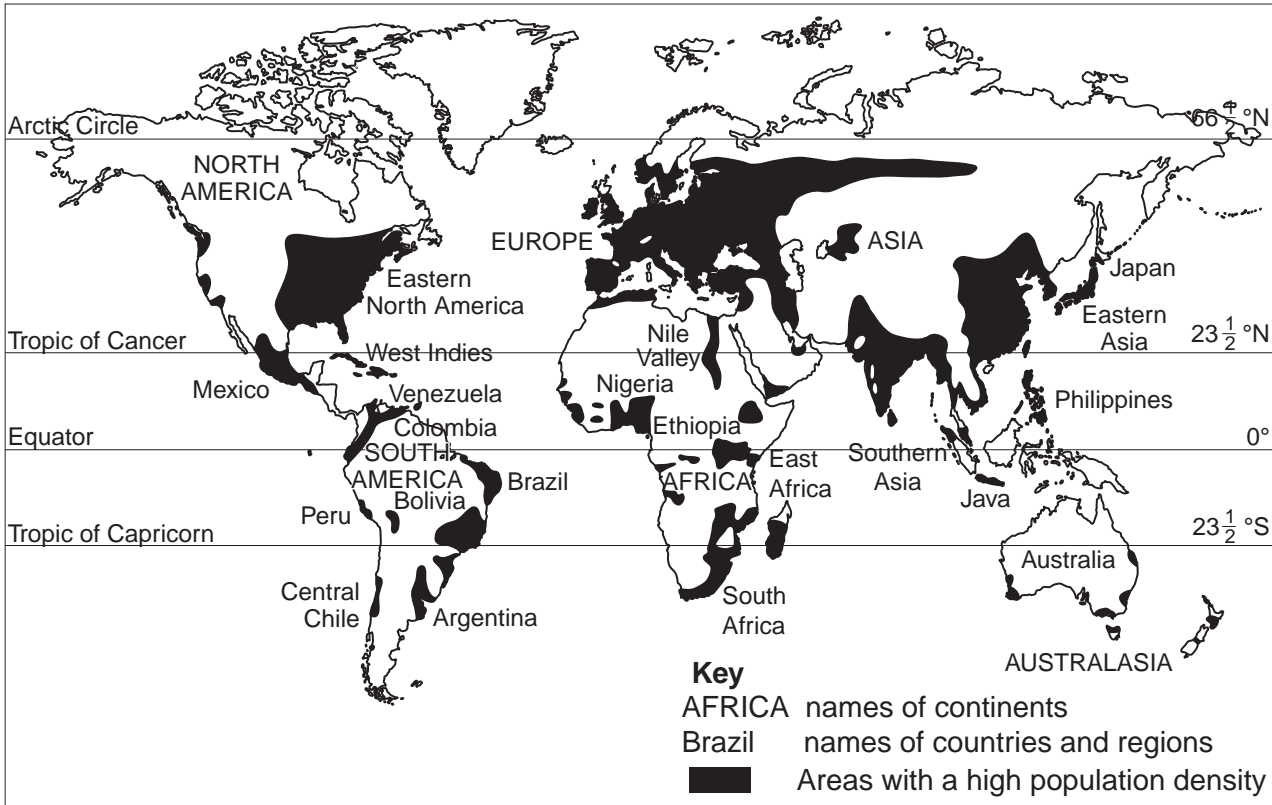 Arctic Circle
66 °N
NORTH
AMERICA
EUROPE
ASIA
Eastern
North America
Japan
Eastern
Asia
Tropic of Cancer
23 1/2 °N
Nile
Valley
West Indies
Mexico
Venezuela
Nigeria
Philippines
Colombia
Ethiopia
Equator
0°
SOUTH
AMERICA
Southern
Asia
East
Africa
AFRICA
Brazil
Bolivia
Java
Peru
Tropic of Capricorn
23 1/2 °S
Australia
Central
Chile
Argentina
South
Africa
AUSTRALASIA
Key
AFRICA names of continents
Brazil names of countries and regions
Areas with a high population density